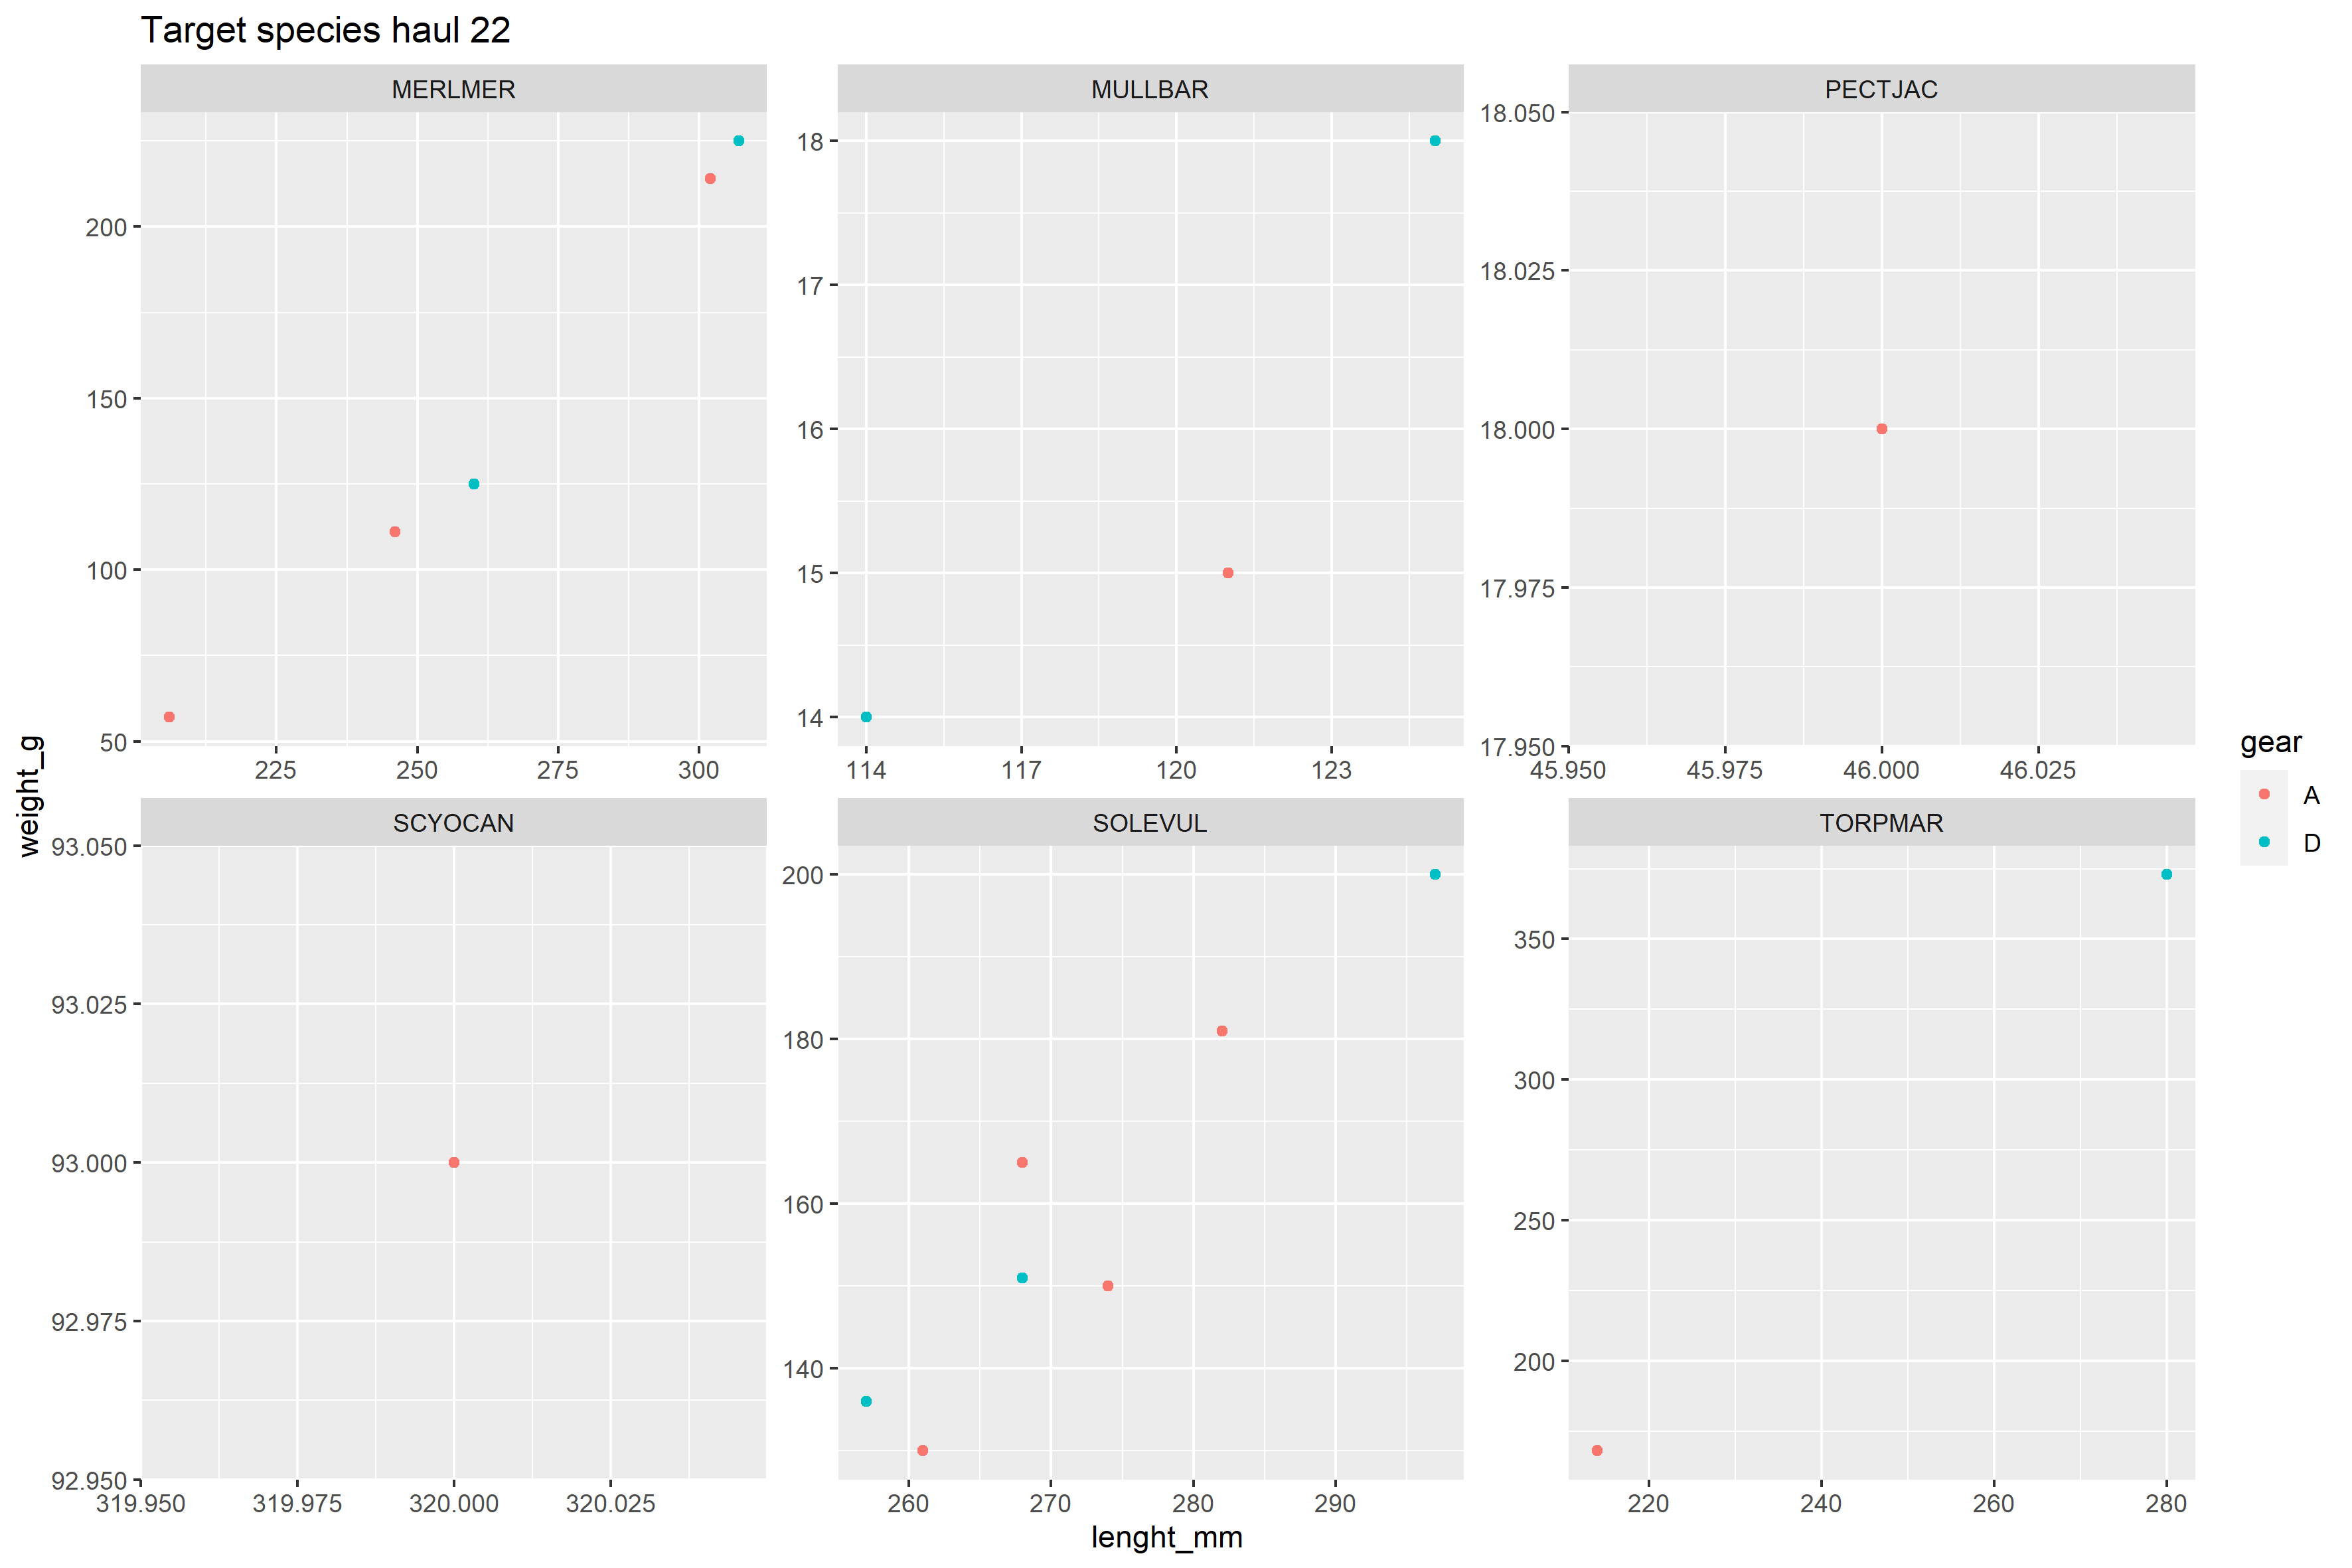 Target species haul 22
MERLMER
MULLBAR
PECTJAC
200
150
100
50
225 250 275 300
18
17
16
15
14
114 117 120 123
18.050
18.025
18.000
17.975
17.950
45.950 45.975 46.000 46.025
SCYOCAN
SOLEVUL
TORPMAR
93.050
93.025
93.000
92.975
92.950
319.950 319.975 320.000 320.025
200
180
160
140
260 270 280 290
350
300
250
200
220 240 260 280
weight_g
lenght_mm
gear
A
D